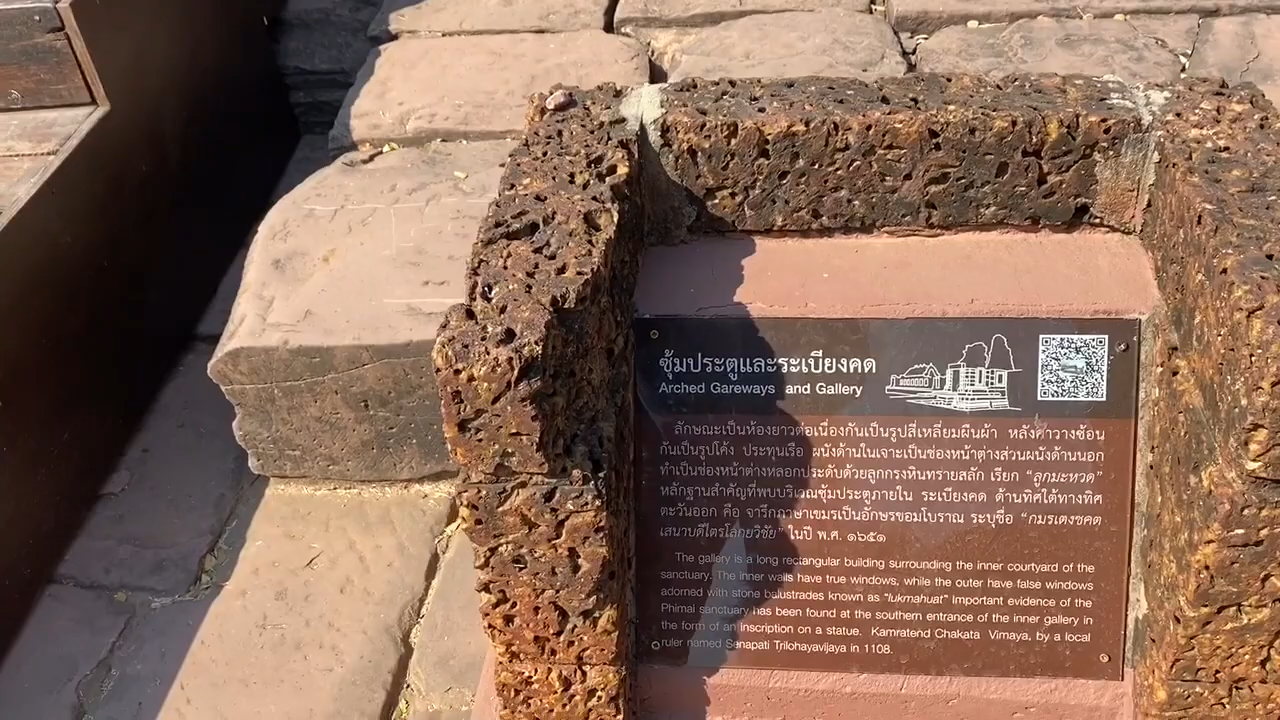 ซุ้มประตูและระเบียงคด
Arched Gareways and Gallery
ลักษณะเป็นห้องยาวต่อเนื่องกันเป็นรูปสี่เหลี่ยมผืนผ้า หลังคาวางซ้อน
กันเป็นรูปโค้ง ประทุนเรือ ผนังด้านในเจาะเป็นช่องหน้าต่างส่วนผนังด้านนอก
ทำเป็นช่องหน้าต่างหลอกประดับด้วยลูกกรงหินทรายสลัก เรียก “ลูกมะหวด”
หลักฐานสำคัญที่พบบริเวณซุ้มประตูภายใน ระเบียงคด ด้านทิศใต้ทางทิศ
ตะวันออก คือ จารึกภาษาเขมรเป็นอักษรขอมโบราณ ระบุชื่อ “กมรเตงชคต
เสนาบดีไตรโลกยวิชัย” ในปี พ.ศ. ๑๖๕๑
The gallery is a long rectangular building surrounding the inner courtyard of the
sanctuary. The inner walls have true windows, while the outer have false windows
adorned with stone balustrades known as “lukmahuat” Important evidence of the
Phimai sanctuary has been found at the southern entrance of the inner gallery in
the form of an inscription on a statue. Kamratend Chakata Vimaya, by a local
ruler named Senapati Trilohayavijaya in 1108.